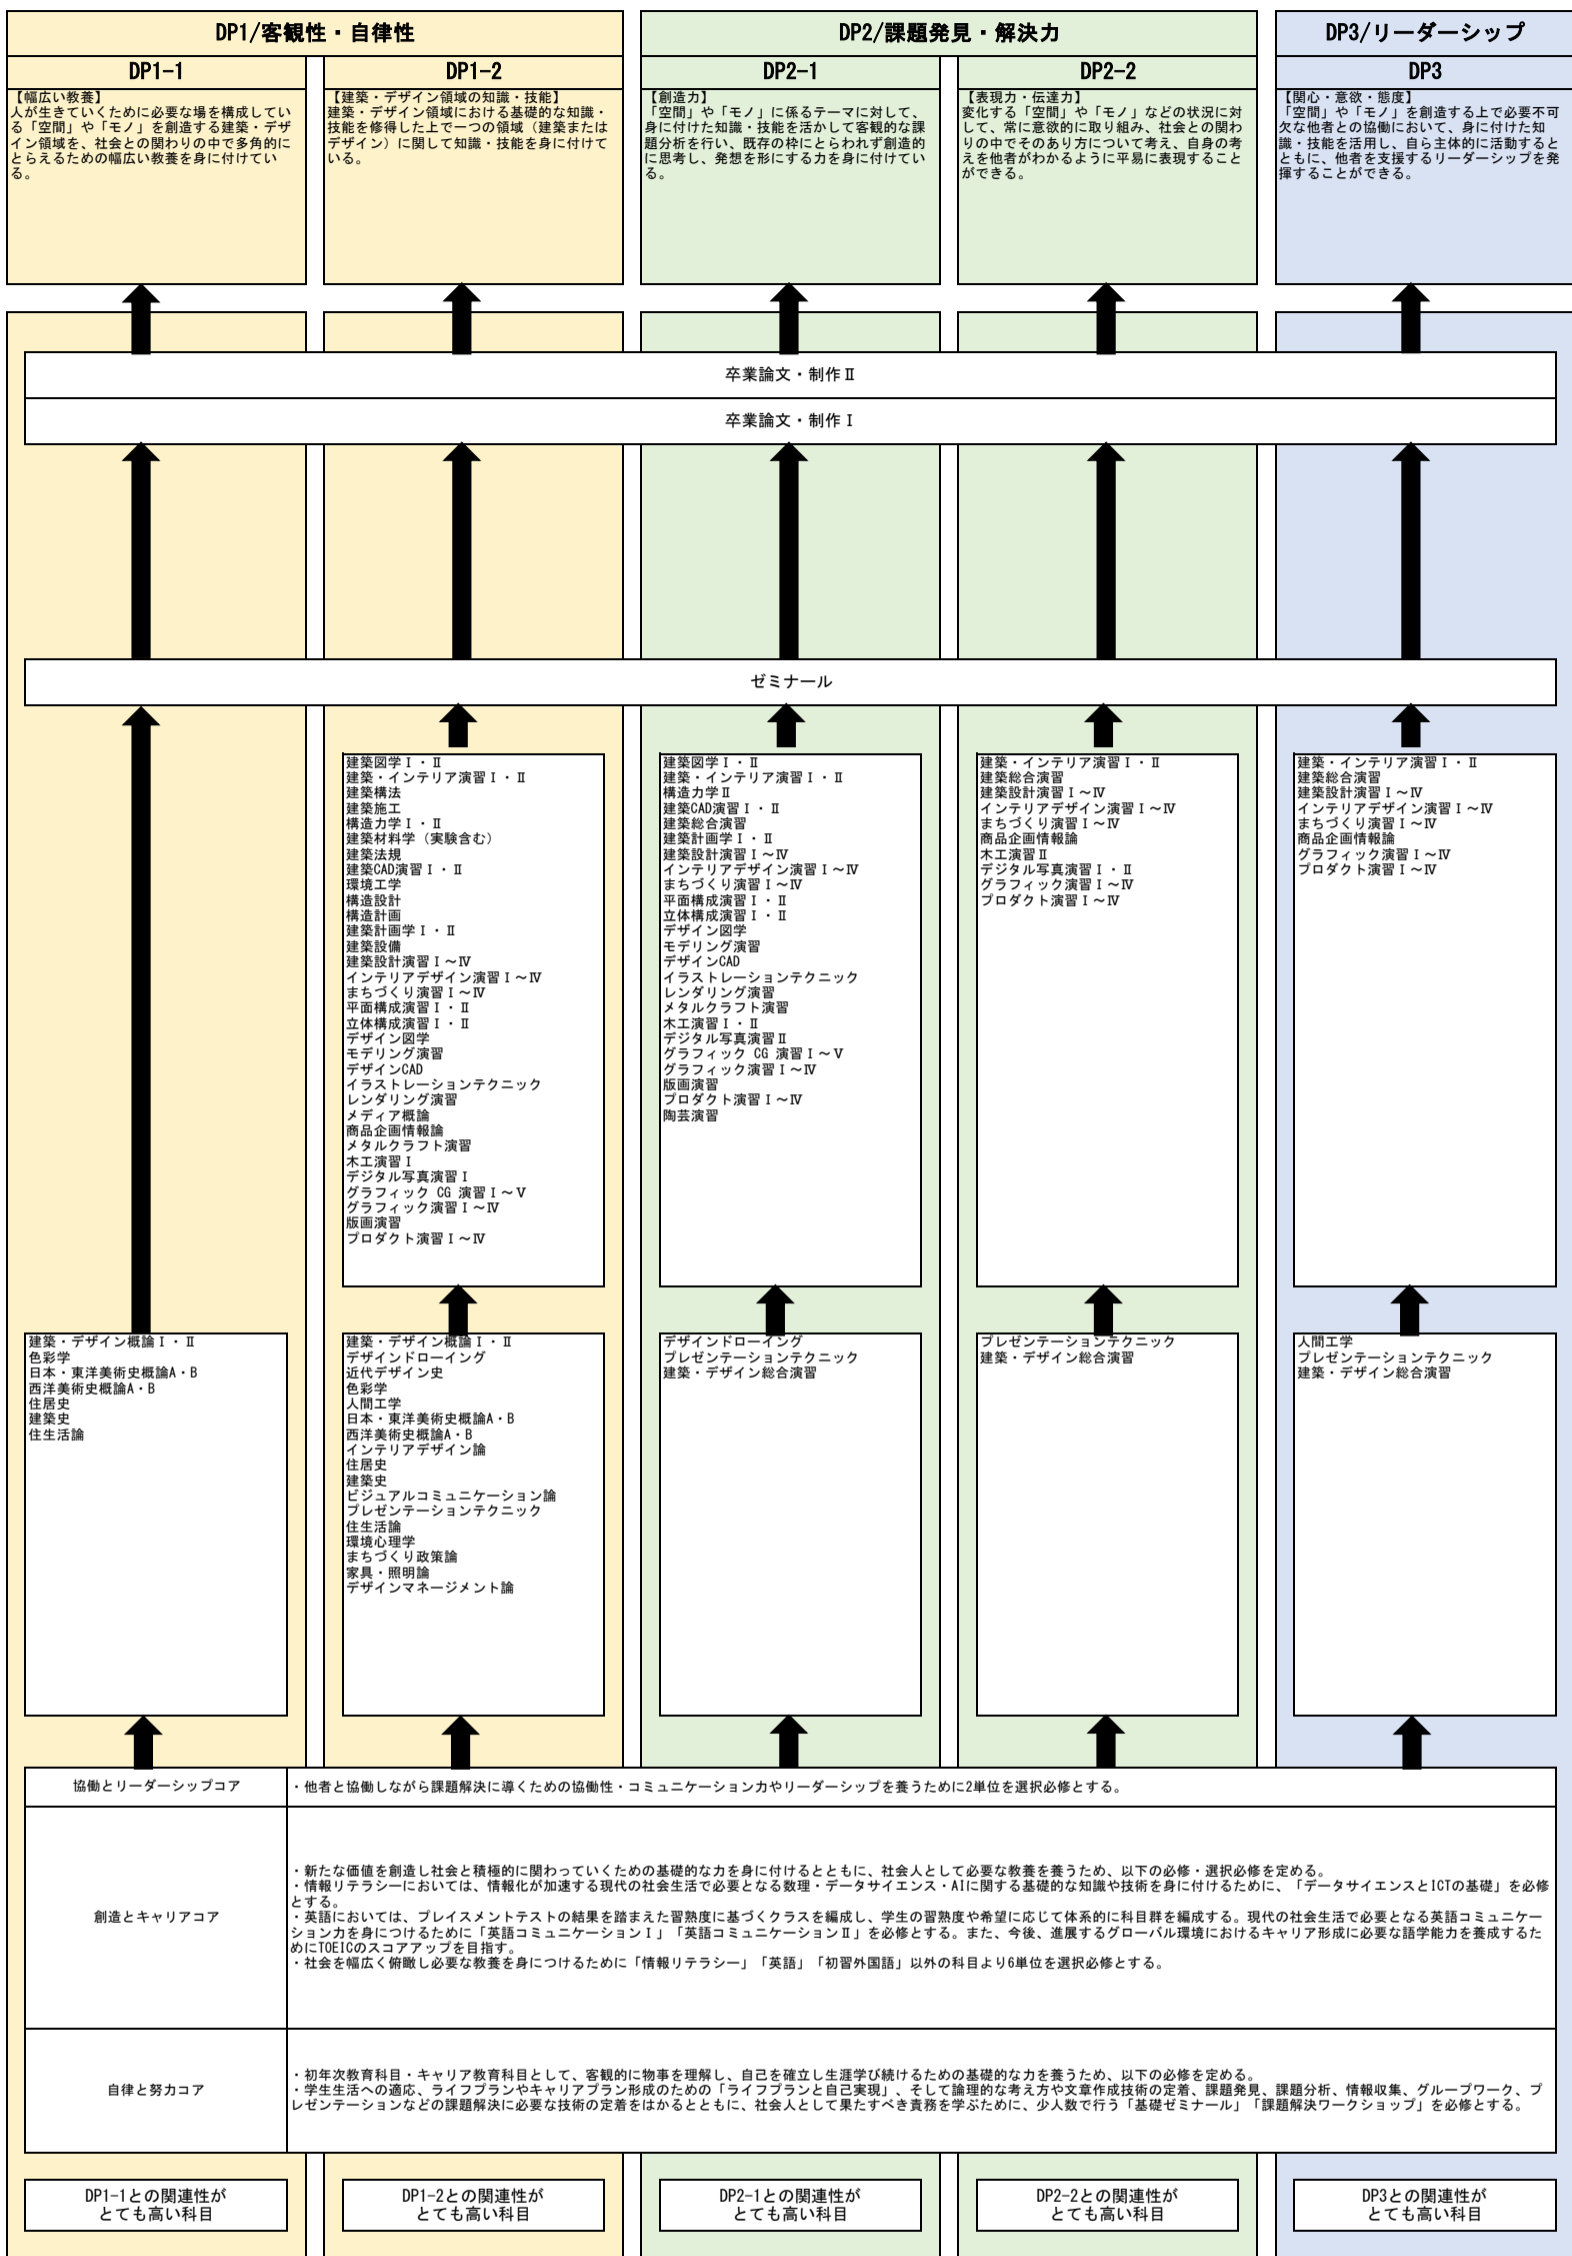 DP1/客観性・自律性
DP2/課題発見・解決力
DP3/リーダーシップ
DP1-1
DP1-2
DP2-1
DP2-2
DP3
【幅広い教養】
人が生きていくために必要な場を構成してい
る「空間」や「モノ」を創造する建築・デザ
イン領域を、社会との関わりの中で多角的に
とらえるための幅広い教養を身に付けてい
る。
【建築・デザイン領域の知識・技能】
建築・デザイン領域における基礎的な知識・
技能を修得した上で一つの領域（建築または
デザイン）に関して知識・技能を身に付けて
いる。
【創造力】
「空間」や「モノ」に係るテーマに対して、
身に付けた知識・技能を活かして客観的な課
題分析を行い、既存の枠にとらわれず創造的
に思考し、発想を形にする力を身に付けてい
る。
【表現力・伝達力】
変化する「空間」や「モノ」などの状況に対
して、常に意欲的に取り組み、社会との関わ
りの中でそのあり方について考え、自身の考
えを他者がわかるように平易に表現すること
ができる。
【関心・意欲・態度】
「空間」や「モノ」を創造する上で必要不可
欠な他者との協働において、身に付けた知
識・技能を活用し、自ら主体的に活動すると
ともに、他者を支援するリーダーシップを発
揮することができる。
卒業論文・制作Ⅱ
卒業論文・制作Ⅰ
ゼミナール
建築図学Ⅰ・Ⅱ
建築・インテリア演習Ⅰ・Ⅱ
建築構法
建築施工
構造力学Ⅰ・Ⅱ
建築材料学（実験含む）
建築法規
建築CAD演習Ⅰ・Ⅱ
環境工学
構造設計
構造計画
建築計画学Ⅰ・Ⅱ
建築設備
建築設計演習Ⅰ～Ⅳ
インテリアデザイン演習Ⅰ～Ⅳ
まちづくり演習Ⅰ～Ⅳ
平面構成演習Ⅰ・Ⅱ
立体構成演習Ⅰ・Ⅱ
デザイン図学
モデリング演習
デザインCAD
イラストレーションテクニック
レンダリング演習
メディア概論
商品企画情報論
メタルクラフト演習
木工演習Ⅰ
デジタル写真演習Ⅰ
グラフィック CG 演習Ⅰ～Ⅴ
グラフィック演習Ⅰ～Ⅳ
版画演習
プロダクト演習Ⅰ～Ⅳ
建築図学Ⅰ・Ⅱ
建築・インテリア演習Ⅰ・Ⅱ
構造力学Ⅱ
建築CAD演習Ⅰ・Ⅱ
建築総合演習
建築計画学Ⅰ・Ⅱ
建築設計演習Ⅰ～Ⅳ
インテリアデザイン演習Ⅰ～Ⅳ
まちづくり演習Ⅰ～Ⅳ
平面構成演習Ⅰ・Ⅱ
立体構成演習Ⅰ・Ⅱ
デザイン図学
モデリング演習
デザインCAD
イラストレーションテクニック
レンダリング演習
メタルクラフト演習
木工演習Ⅰ・Ⅱ
デジタル写真演習Ⅱ
グラフィック CG 演習Ⅰ～Ⅴ
グラフィック演習Ⅰ～Ⅳ
版画演習
プロダクト演習Ⅰ～Ⅳ
陶芸演習
建築・インテリア演習Ⅰ・Ⅱ
建築総合演習
建築設計演習Ⅰ～Ⅳ
インテリアデザイン演習Ⅰ～Ⅳ
まちづくり演習Ⅰ～Ⅳ
商品企画情報論
木工演習Ⅱ
デジタル写真演習Ⅰ・Ⅱ
グラフィック演習Ⅰ～Ⅳ
プロダクト演習Ⅰ～Ⅳ
建築・インテリア演習Ⅰ・Ⅱ
建築総合演習
建築設計演習Ⅰ～Ⅳ
インテリアデザイン演習Ⅰ～Ⅳ
まちづくり演習Ⅰ～Ⅳ
商品企画情報論
グラフィック演習Ⅰ～Ⅳ
プロダクト演習Ⅰ～Ⅳ
建築・デザイン概論Ⅰ・Ⅱ
色彩学
日本・東洋美術史概論A・B
西洋美術史概論A・B
住居史
建築史
住生活論
建築・デザイン概論Ⅰ・Ⅱ
デザインドローイング
近代デザイン史
色彩学
人間工学
日本・東洋美術史概論A・B
西洋美術史概論A・B
インテリアデザイン論
住居史
建築史
ビジュアルコミュニケーション論
プレゼンテーションテクニック
住生活論
環境心理学
まちづくり政策論
家具・照明論
デザインマネージメント論
デザインドローイング
プレゼンテーションテクニック
建築・デザイン総合演習
プレゼンテーションテクニック
建築・デザイン総合演習
人間工学
プレゼンテーションテクニック
建築・デザイン総合演習
協働とリーダーシップコア
・他者と協働しながら課題解決に導くための協働性・コミュニケーション力やリーダーシップを養うために2単位を選択必修とする。
創造とキャリアコア
・新たな価値を創造し社会と積極的に関わっていくための基礎的な力を身に付けるとともに、社会人として必要な教養を養うため、以下の必修・選択必修を定める。
・情報リテラシーにおいては、情報化が加速する現代の社会生活で必要となる数理・データサイエンス・AIに関する基礎的な知識や技術を身に付けるために、「データサイエンスとICTの基礎」を必修
とする。
・英語においては、プレイスメントテストの結果を踏まえた習熟度に基づくクラスを編成し、学生の習熟度や希望に応じて体系的に科目群を編成する。現代の社会生活で必要となる英語コミュニケー
ション力を身につけるために「英語コミュニケーションⅠ」「英語コミュニケーションⅡ」を必修とする。また、今後、進展するグローバル環境におけるキャリア形成に必要な語学能力を養成するた
めにTOEICのスコアアップを目指す。
・社会を幅広く俯瞰し必要な教養を身につけるために「情報リテラシー」「英語」「初習外国語」以外の科目より6単位を選択必修とする。
自律と努力コア
・初年次教育科目・キャリア教育科目として、客観的に物事を理解し、自己を確立し生涯学び続けるための基礎的な力を養うため、以下の必修を定める。
・学生生活への適応、ライフプランやキャリアプラン形成のための「ライフプランと自己実現」、そして論理的な考え方や文章作成技術の定着、課題発見、課題分析、情報収集、グループワーク、プ
レゼンテーションなどの課題解決に必要な技術の定着をはかるとともに、社会人として果たすべき責務を学ぶために、少人数で行う「基礎ゼミナール」「課題解決ワークショップ」を必修とする。
DP1-1との関連性が
とても高い科目
DP1-2との関連性が
とても高い科目
DP2-1との関連性が
とても高い科目
DP2-2との関連性が
とても高い科目
DP3との関連性が
とても高い科目